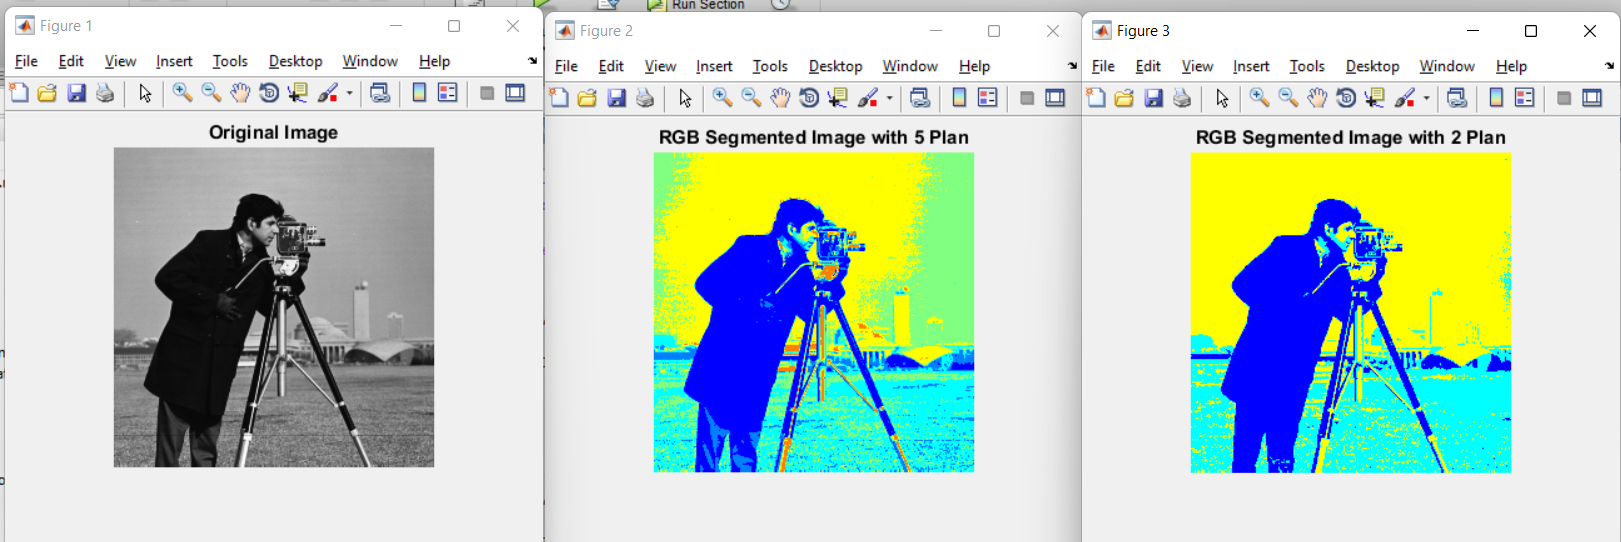 Run Section
Figure 1
File Edit View Insert Tools Desktop Window Help
Original Image
Figure 2
File Edit View Insert Tools Desktop Window Help
RGB Segmented Image with 5 Plan
Figure 3
File Edit View Insert Tools Desktop Window Help
RGB Segmented Image with 2 Plan